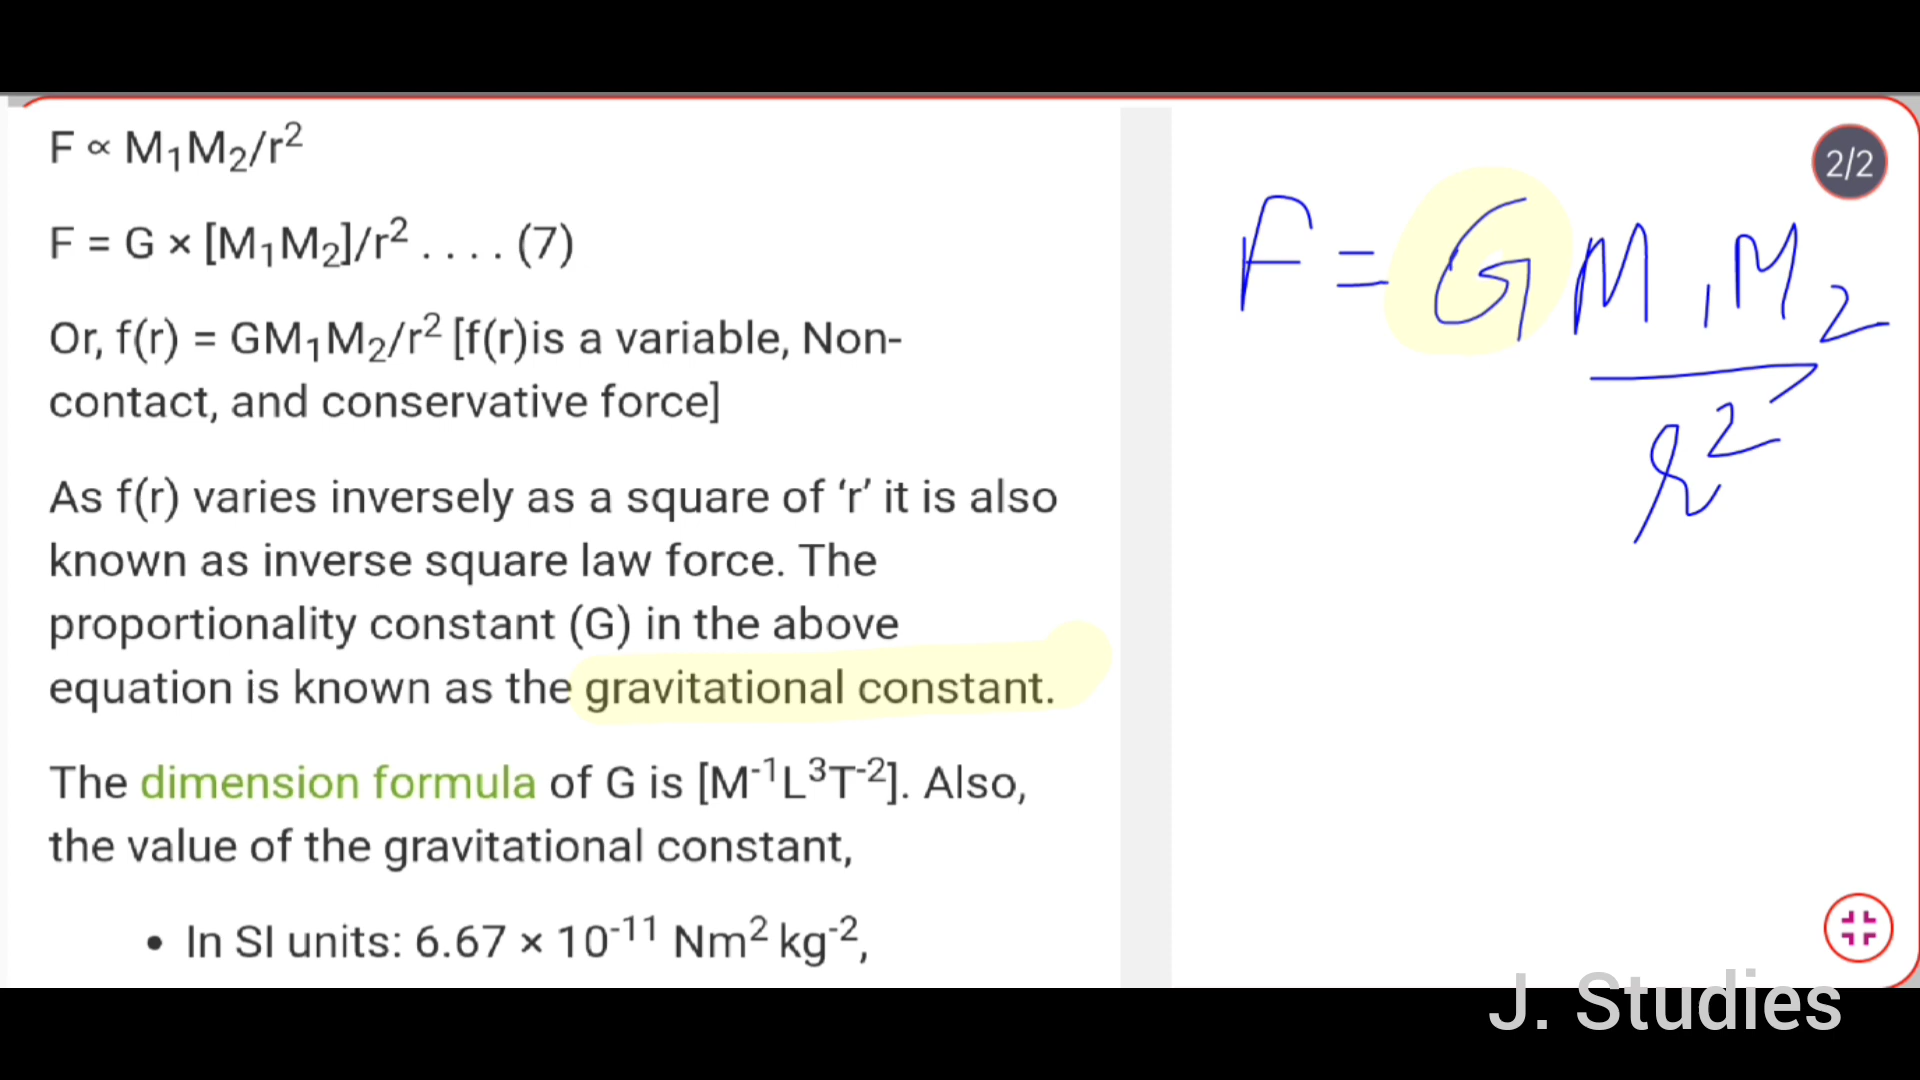 F ∝ M₁M₂/r²
F = G × [M₁M₂]/r² . . . . (7)
Or, f(r) = GM₁M₂/r² [f(r)is a variable, Non-
contact, and conservative force]
As f(r) varies inversely as a square of ‘r’ it is also
known as inverse square law force. The
proportionality constant (G) in the above
equation is known as the gravitational constant.
The dimension formula of G is [M⁻¹L³T⁻²]. Also,
the value of the gravitational constant,
• In SI units: 6.67 × 10⁻¹¹ Nm² kg⁻²,
2/2
F = G M₁M₂
r²
J. Studies